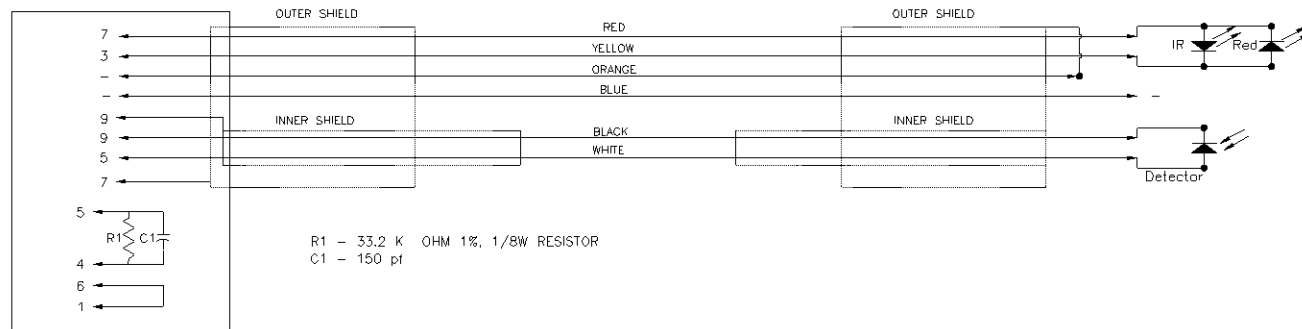 OUTER SHIELD
OUTER SHIELD
7
RED
3
YELLOW
IR
Red
–
ORANGE
–
BLUE
–
9
INNER SHIELD
INNER SHIELD
9
BLACK
5
WHITE
7
Detector
5
R1
C1
4
6
1
R1 – 33.2 K OHM 1%, 1/8W RESISTOR
C1 – 150 pf